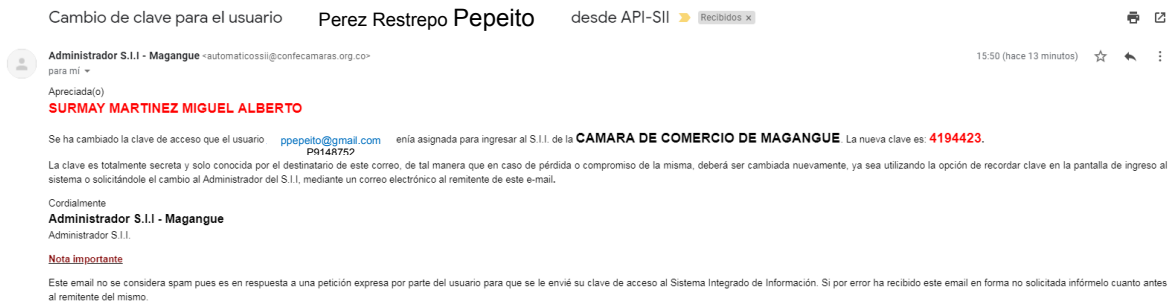 Cambio de clave para el usuario Perez Restrepo Pepeito desde API-SII Recibidos x
Administrador S.I.I - Magangue <automaticossii@confecamaras.org.co> 15:50 (hace 13 minutos)
para mí
Apreciada(o)
SURMAY MARTINEZ MIGUEL ALBERTO
Se ha cambiado la clave de acceso que el usuario ppepeito@gmail.com enía asignada para ingresar al S.I.I. de la CAMARA DE COMERCIO DE MAGANGUE. La nueva clave es: 4194423.
P9148752
La clave es totalmente secreta y solo conocida por el destinatario de este correo, de tal manera que en caso de pérdida o compromiso de la misma, deberá ser cambiada nuevamente, ya sea utilizando la opción de recordar clave en la pantalla de ingreso al
sistema o solicitándole el cambio al Administrador del S.I.I, mediante un correo electrónico al remitente de este e-mail.
Cordialmente
Administrador S.I.I - Magangue
Administrador S.I.I.
Nota importante
Este email no se considera spam pues es en respuesta a una petición expresa por parte del usuario para que se le envié su clave de acceso al Sistema Integrado de Información. Si por error ha recibido este email en forma no solicitada infórmelo cuanto antes
al remitente del mismo.